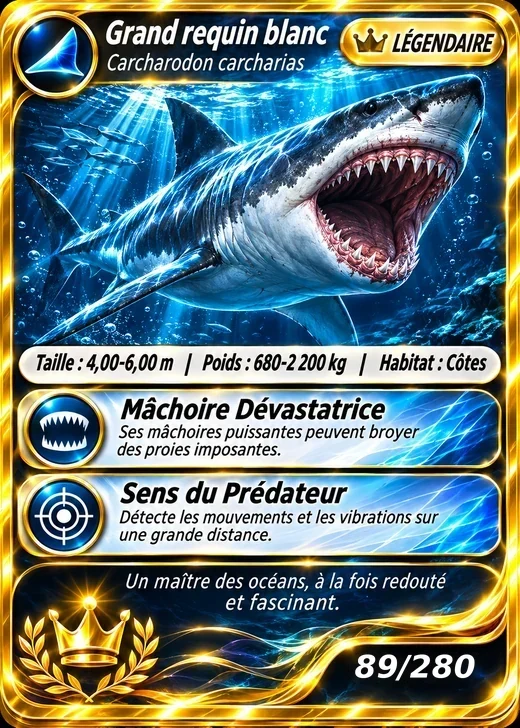 Grand requin blanc
Carcharodon carcharias
LÉGENDAIRE
Taille : 4,00-6,00 m | Poids : 680-2 200 kg | Habitat : Côtes
Mâchoire Dévastatrice
Ses mâchoires puissantes peuvent broyer
des proies imposantes.
Sens du Prédateur
Détecte les mouvements et les vibrations sur
une grande distance.
Un maître des océans, à la fois redouté
et fascinant.
89/280